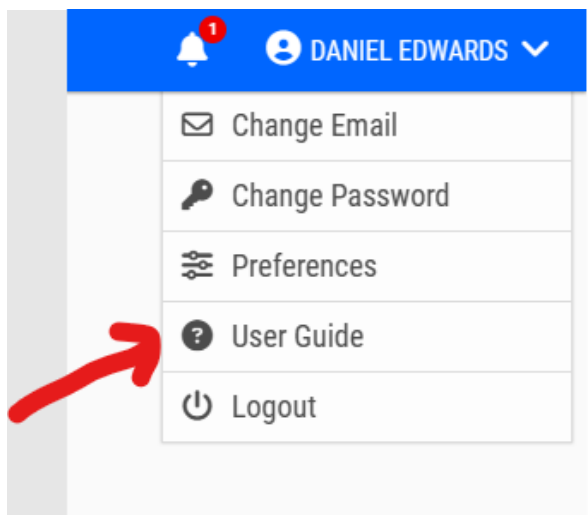 1
DANIEL EDWARDS
Change Email
Change Password
Preferences
User Guide
Logout